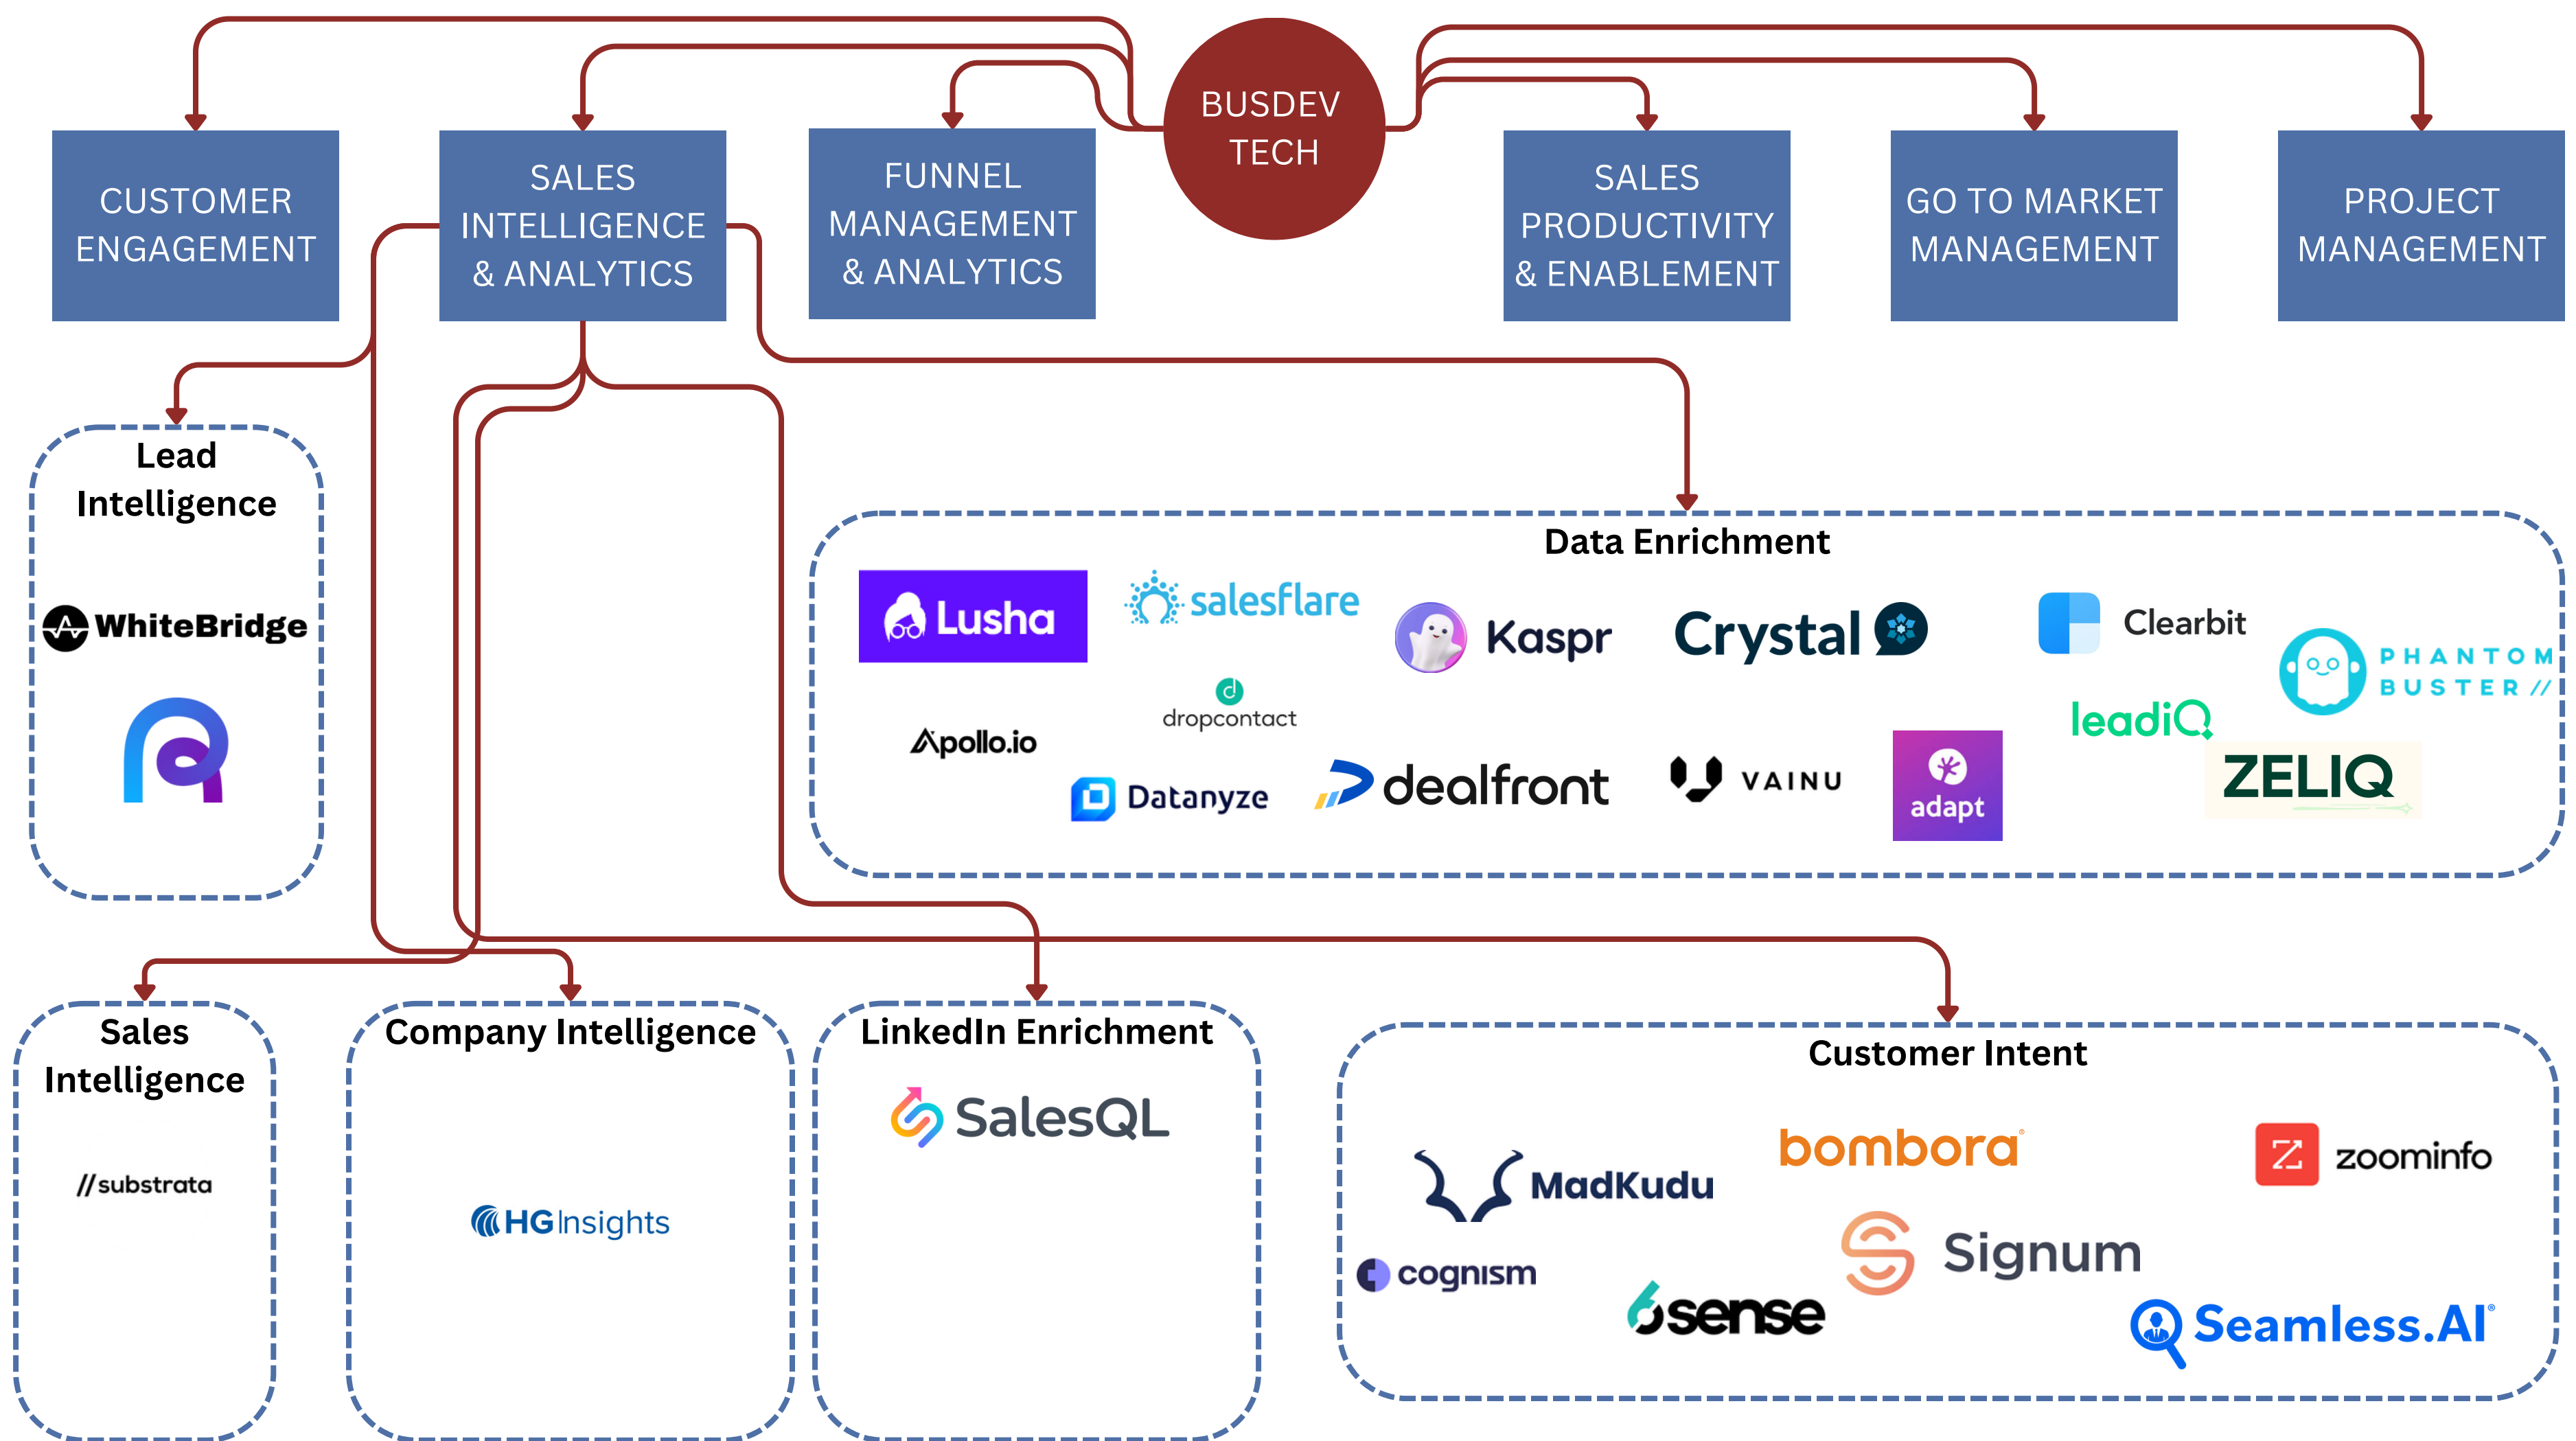 BUSDEV
TECH
CUSTOMER
ENGAGEMENT
SALES
INTELLIGENCE
& ANALYTICS
FUNNEL
MANAGEMENT
& ANALYTICS
SALES
PRODUCTIVITY
& ENABLEMENT
GO TO MARKET
MANAGEMENT
PROJECT
MANAGEMENT
Lead
Intelligence
WhiteBridge
Data Enrichment
Lusha
salesflare
Kaspr
Crystal
Clearbit
PHANTOM
BUSTER //
dropcontact
Apollo.io
leadiQ
Datanyze
dealfront
VAINU
adapt
ZELIQ
Sales
Intelligence
//substrata
Company Intelligence
HG Insights
LinkedIn Enrichment
SalesQL
Customer Intent
MadKudu
bombora®
zoominfo
cognism
6sense
Signum
Seamless.AI®